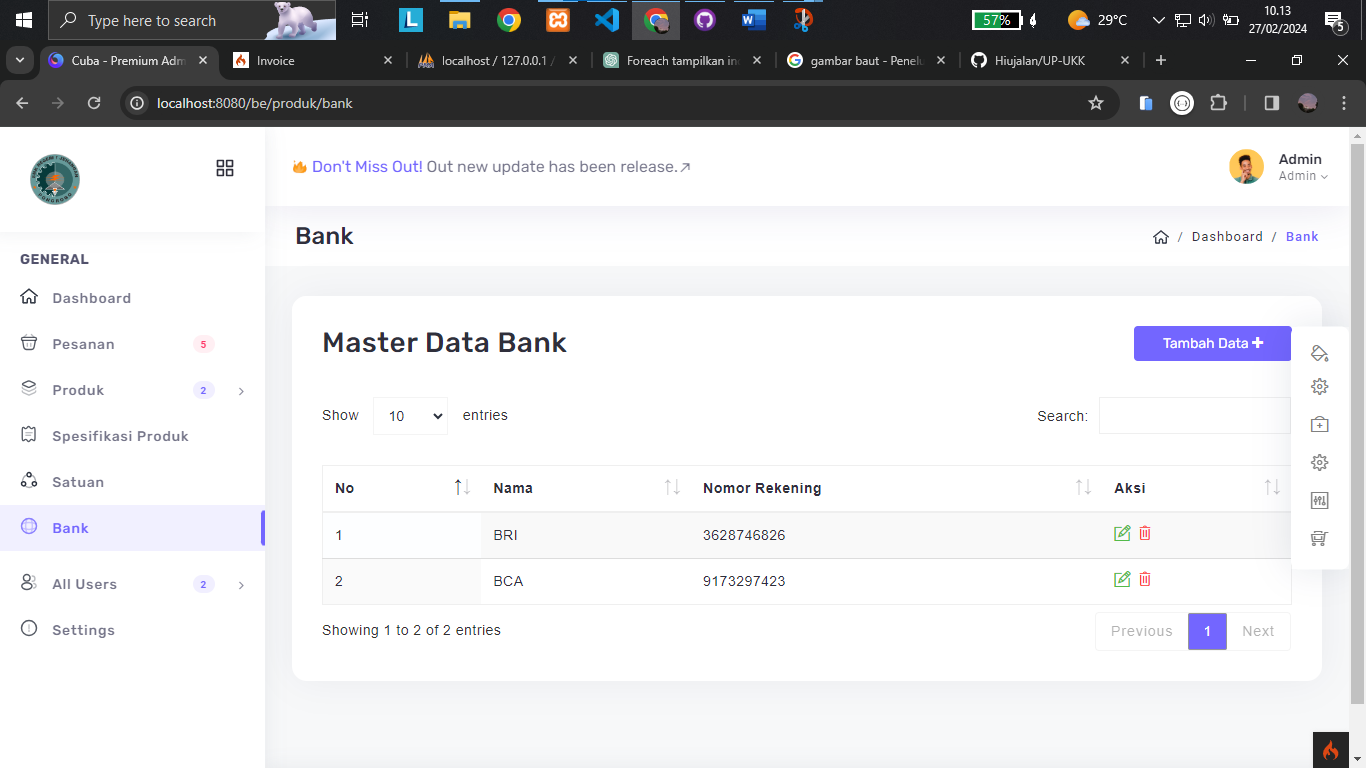 Type here to search
L
57%
29°C
10.13
27/02/2024
5
Cuba - Premium Adm
Invoice
localhost / 127.0.0.1 /
Foreach tampilkan in
gambar baut - Penelu
Hiujalan/UP-UKK
localhost:8080/be/produk/bank
Don't Miss Out! Out new update has been release.
Admin
Admin
Bank
/ Dashboard / Bank
GENERAL
Dashboard
Pesanan 5
Produk 2
Spesifikasi Produk
Satuan
Bank
All Users 2
Settings
Master Data Bank
Tambah Data
Show 10 entries
Search:
No Nama Nomor Rekening Aksi
1 BRI 3628746826
2 BCA 9173297423
Showing 1 to 2 of 2 entries
Previous 1 Next